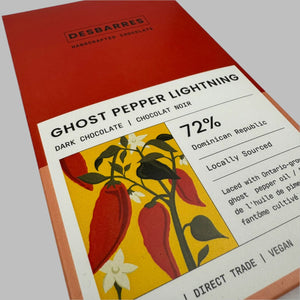 DESBARRES
HANDCRAFTED CHOCOLATE
GHOST PEPPER LIGHTNING
DARK CHOCOLATE | CHOCOLAT NOIR
72%
Dominican Republic
Locally Sourced
Laced with Ontario-gro
ghost pepper oil /
de l'huile de pime
fantôme cultivé
| DIRECT TRADE | VEGAN